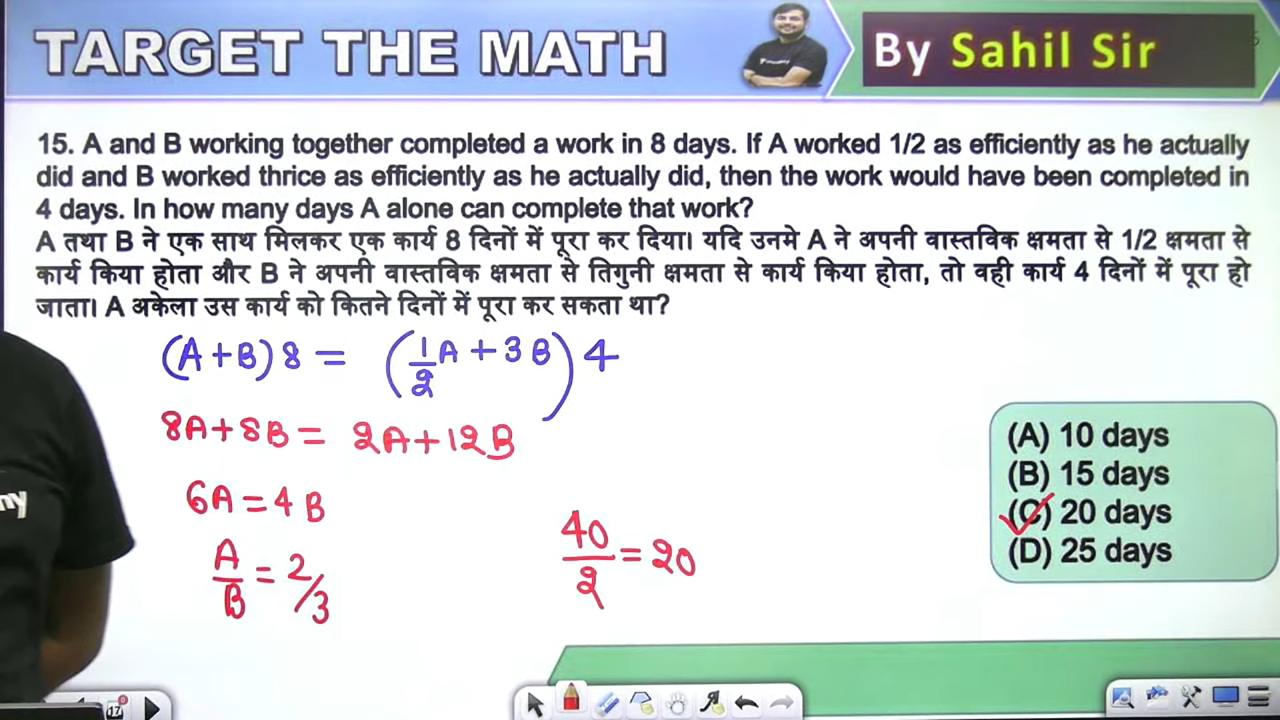 TARGET THE MATH
By Sahil Sir
15. A and B working together completed a work in 8 days. If A worked 1/2 as efficiently as he actually
did and B worked thrice as efficiently as he actually did, then the work would have been completed in
4 days. In how many days A alone can complete that work?
A तथा B ने एक साथ मिलकर एक कार्य 8 दिनों में पूरा कर दिया। यदि उनमे A ने अपनी वास्तविक क्षमता से 1/2 क्षमता से
कार्य किया होता और B ने अपनी वास्तविक क्षमता से तिगुनी क्षमता से कार्य किया होता, तो वही कार्य 4 दिनों में पूरा हो
जाता। A अकेला उस कार्य को कितने दिनों में पूरा कर सकता था?
(A+B)8 = (1/2 A + 3B)4
8A+8B = 2A+12B
6A = 4B
A/B = 2/3
40/2 = 20
(A) 10 days
(B) 15 days
(C) 20 days
(D) 25 days
ny
17